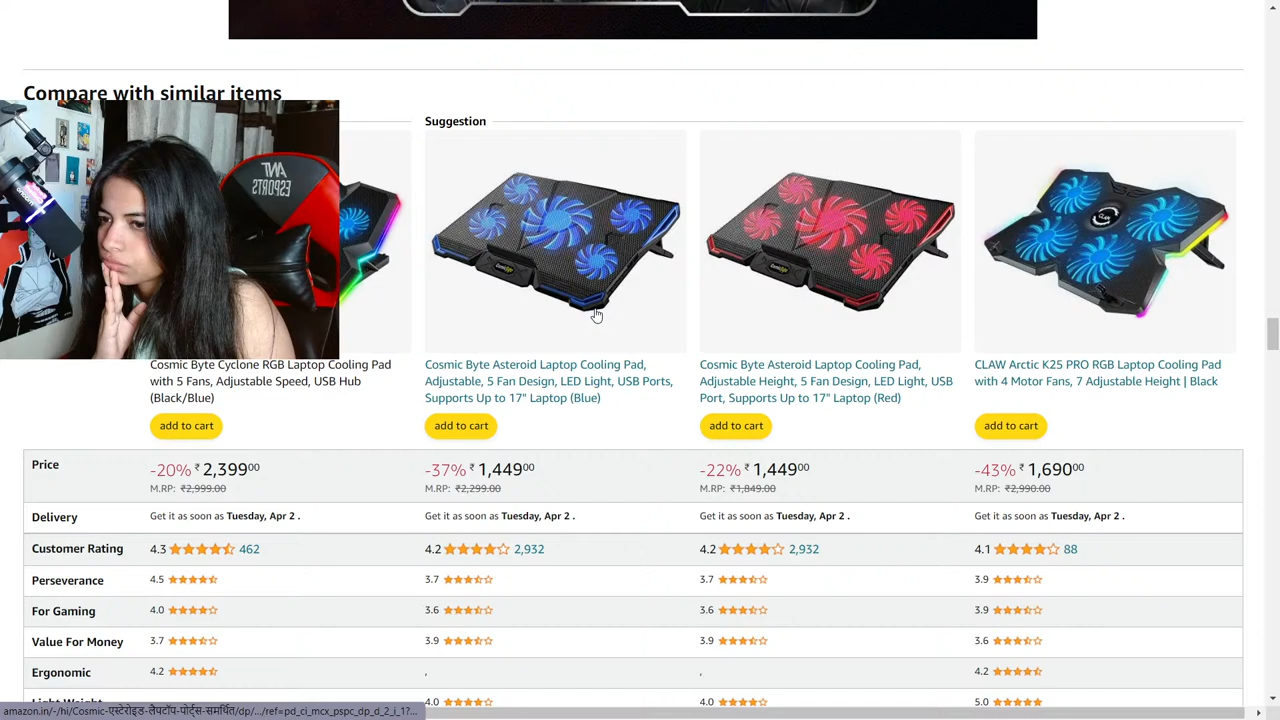 Compare with similar items
Suggestion
Cosmic Byte Cyclone RGB Laptop Cooling Pad
with 5 Fans, Adjustable Speed, USB Hub
(Black/Blue)
Cosmic Byte Asteroid Laptop Cooling Pad,
Adjustable, 5 Fan Design, LED Light, USB Ports,
Supports Up to 17" Laptop (Blue)
Cosmic Byte Asteroid Laptop Cooling Pad,
Adjustable Height, 5 Fan Design, LED Light, USB
Port, Supports Up to 17" Laptop (Red)
CLAW Arctic K25 PRO RGB Laptop Cooling Pad
with 4 Motor Fans, 7 Adjustable Height | Black
add to cart add to cart add to cart add to cart
Price -20% ₹2,399.00 -37% ₹1,449.00 -22% ₹1,449.00 -43% ₹1,690.00
M.RP: ₹2,999.00 M.RP: ₹2,299.00 M.RP: ₹1,849.00 M.RP: ₹2,990.00
Delivery Get it as soon as Tuesday, Apr 2 . Get it as soon as Tuesday, Apr 2 . Get it as soon as Tuesday, Apr 2 . Get it as soon as Tuesday, Apr 2 .
Customer Rating 4.3 462 4.2 2,932 4.2 2,932 4.1 88
Perseverance 4.5 3.7 3.7 3.9
For Gaming 4.0 3.6 3.6 3.9
Value For Money 3.7 3.9 3.9 3.6
Ergonomic 4.2 , , 4.2
Light Weight 4.0 4.0 5.0
amazon.in/-/hi/Cosmic-एस्टेरोइड-लैपटॉप-पोर्ट्स-समर्थित/dp/.../ref=pd_ci_mcx_pspc_dp_d_2_i_1?...
ANT
ESPORTS
CLAW